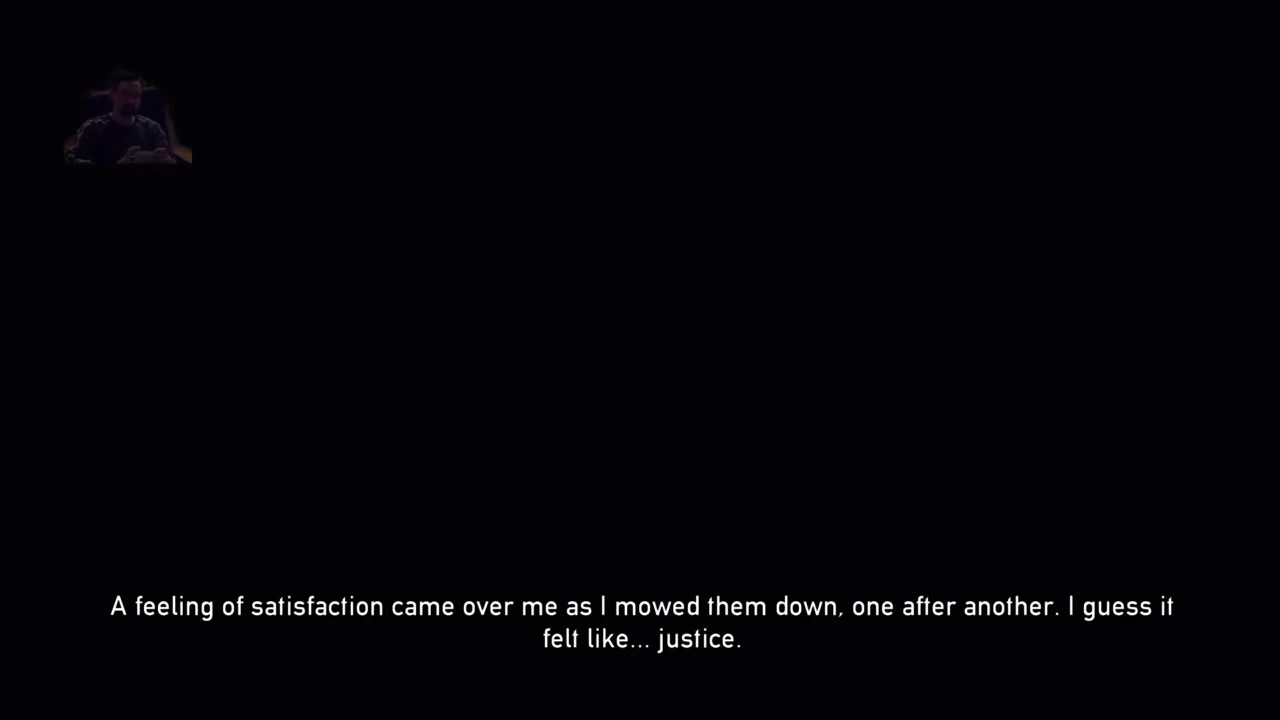 A feeling of satisfaction came over me as I mowed them down, one after another. I guess it
felt like... justice.